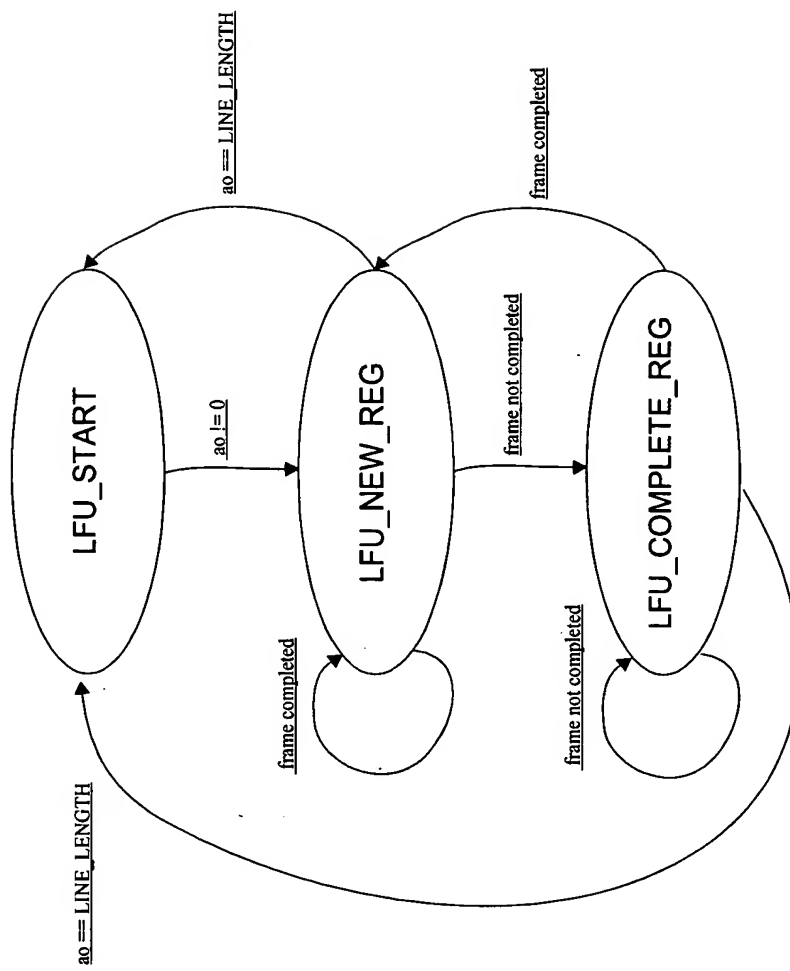 ao == LINE_LENGTH
LFU_START
ao != 0
ao == LINE_LENGTH
frame completed
LFU_NEW_REG
frame not completed
frame completed
frame not completed
LFU_COMPLETE_REG